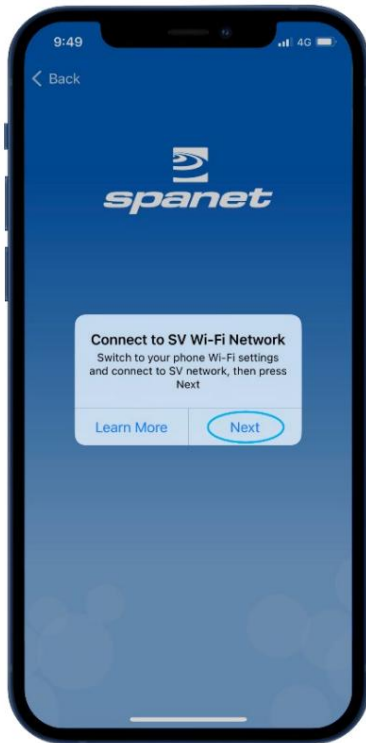 9:49
4G
Back
spanet
Connect to SV Wi-Fi Network
Switch to your phone Wi-Fi settings
and connect to SV network, then press
Next
Learn More
Next